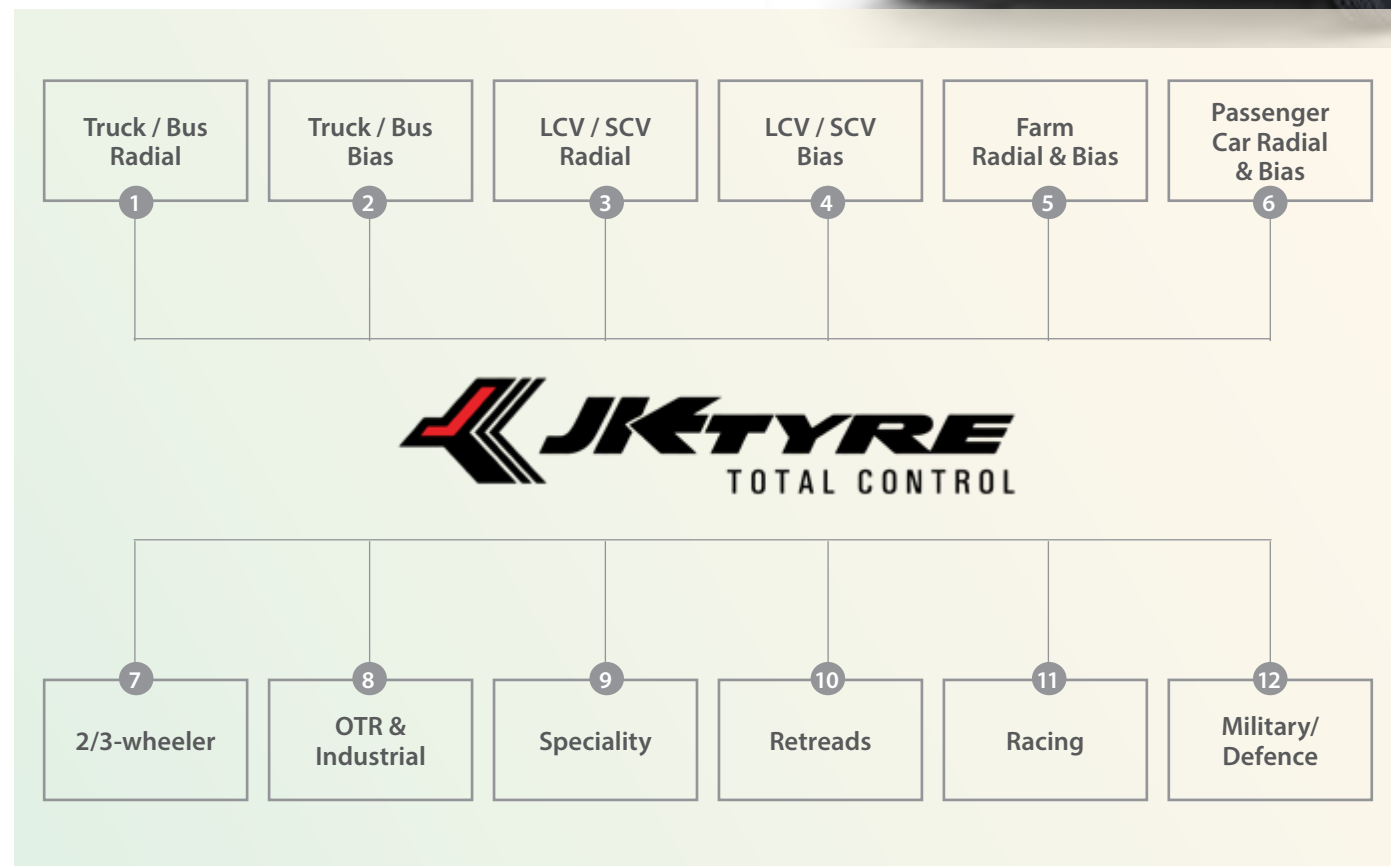 Truck / Bus
Radial
1
Truck / Bus
Bias
2
LCV / SCV
Radial
3
LCV / SCV
Bias
4
Farm
Radial & Bias
5
Passenger
Car Radial
& Bias
6
JKTYRE
TOTAL CONTROL
7
2/3-wheeler
8
OTR &
Industrial
9
Speciality
10
Retreads
11
Racing
12
Military/
Defence